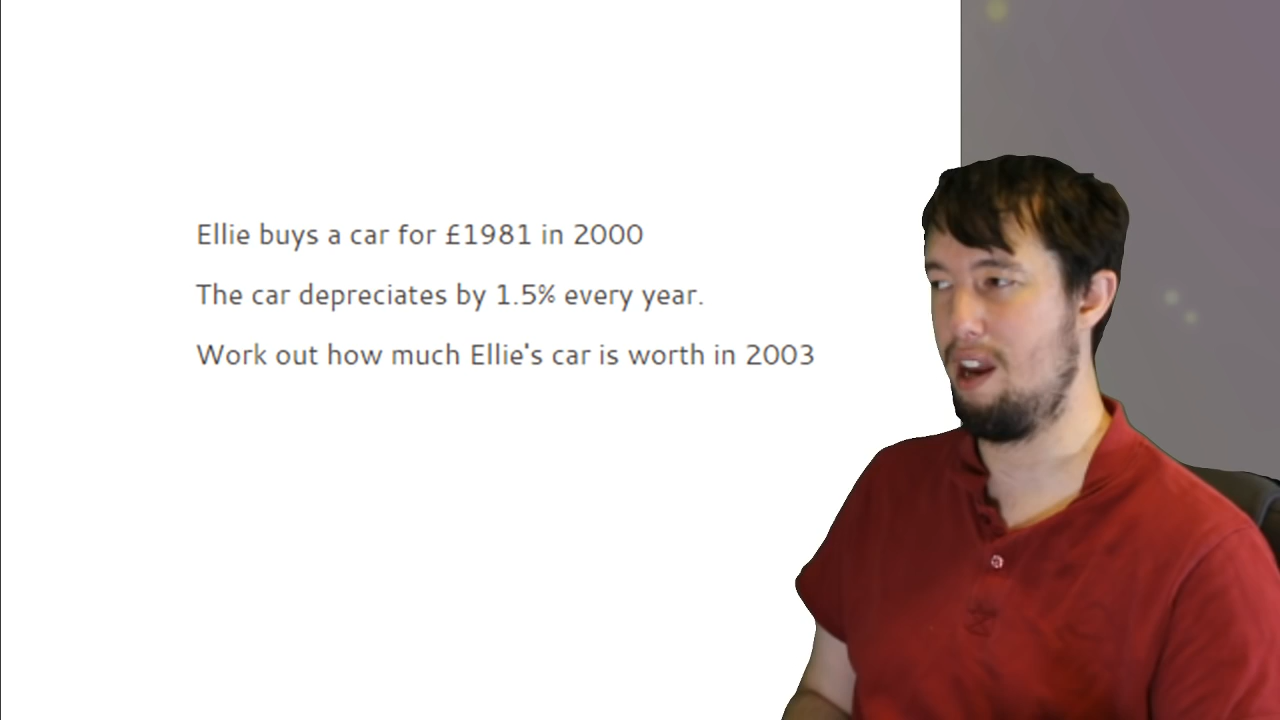 Ellie buys a car for £1981 in 2000
The car depreciates by 1.5% every year.
Work out how much Ellie's car is worth in 2003